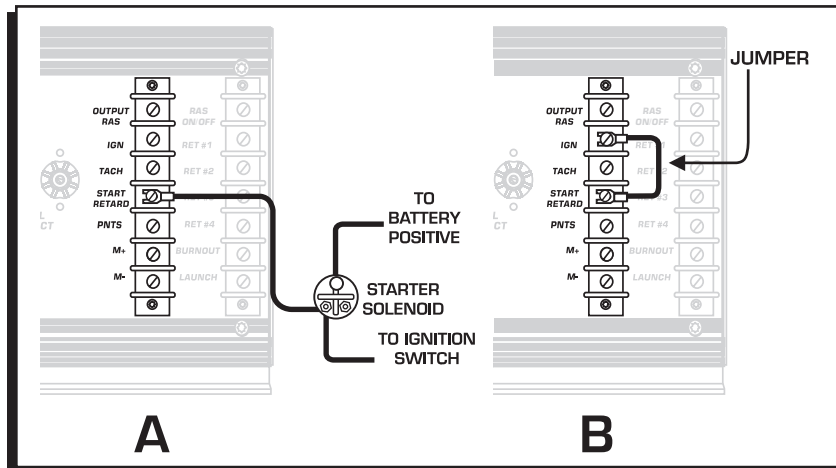 OUTPUT
RAS
IGN
TACH
START
RETARD
PNTS
M+
M-
RAS
ON/OFF
RET #1
RET #2
RET #4
BURNOUT
LAUNCH
L
CT
TO
BATTERY
POSITIVE
STARTER
SOLENOID
TO IGNITION
SWITCH
A
JUMPER
OUTPUT
RAS
IGN
TACH
START
RETARD
PNTS
M+
M-
RAS
ON/OFF
RET #4
BURNOUT
LAUNCH
L
CT
B